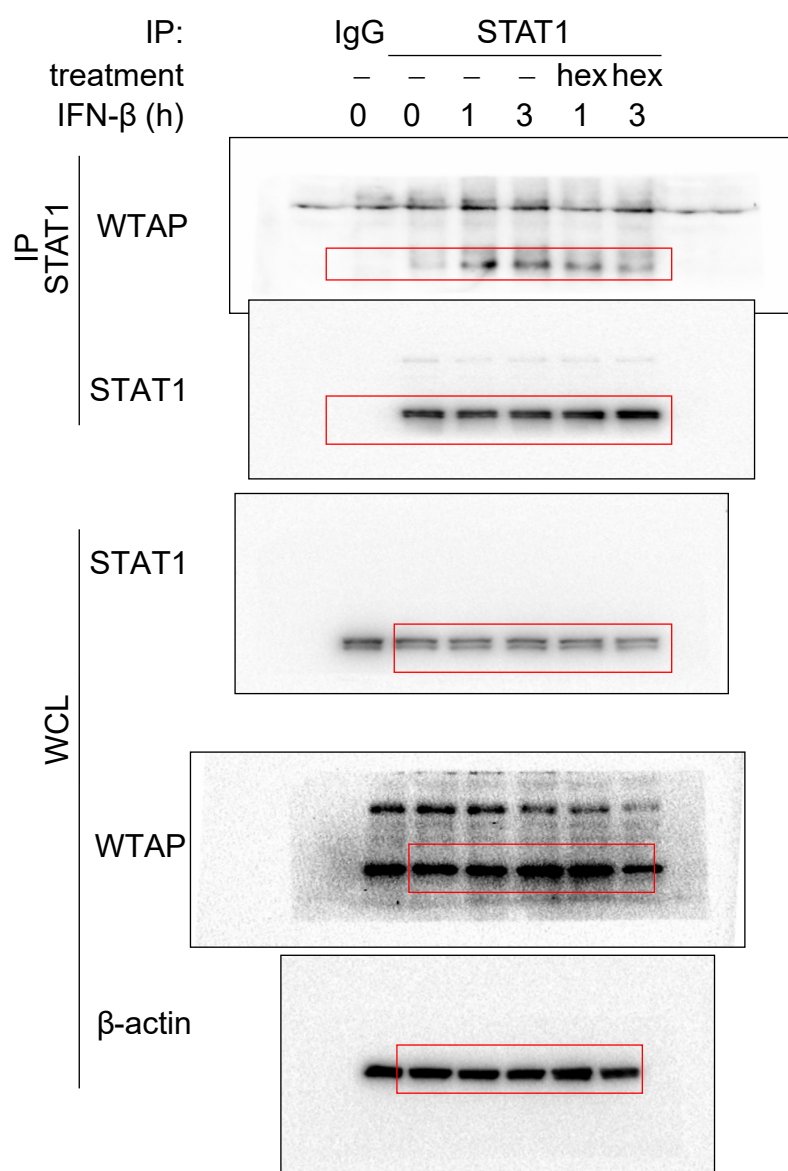 IP: IgG STAT1
treatment – – – – hex hex
IFN-β (h) 0 0 1 3 1 3
IP
STAT1
WTAP
STAT1
WCL
STAT1
WTAP
β-actin